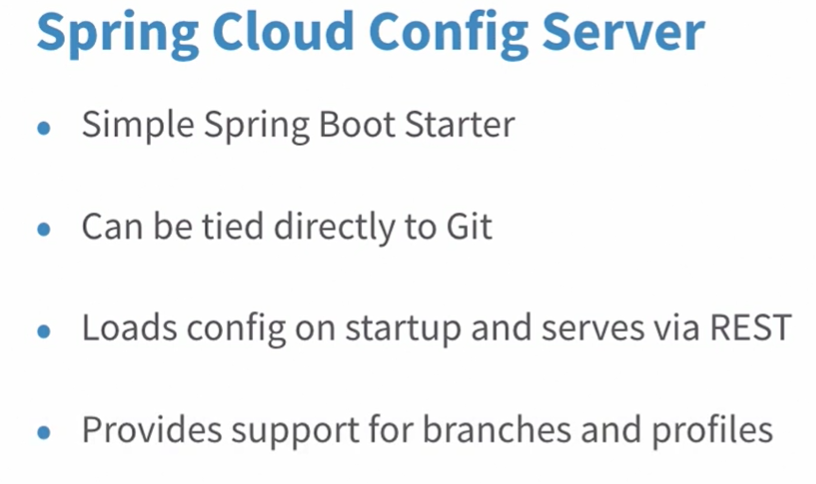 Spring Cloud Config Server
• Simple Spring Boot Starter
• Can be tied directly to Git
• Loads config on startup and serves via REST
• Provides support for branches and profiles